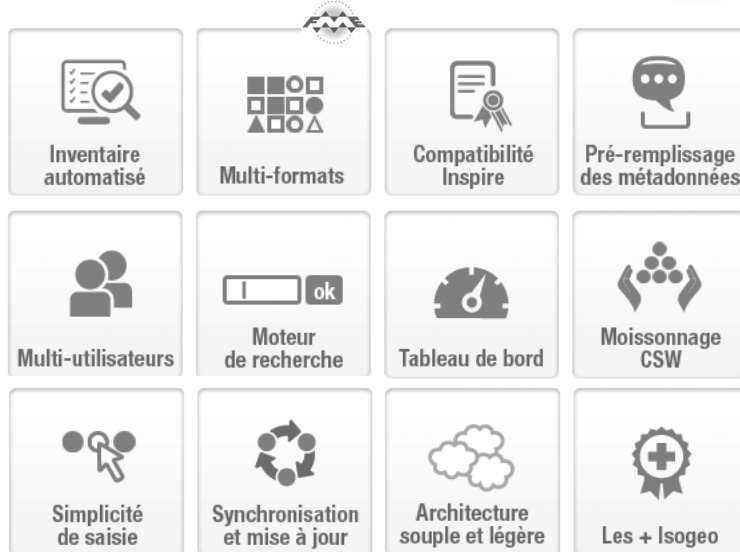 FME
Inventaire
automatisé
Multi-formats
Compatibilité
Inspire
Pré-remplissage
des métadonnées
Multi-utilisateurs
ok
Moteur
de recherche
Tableau de bord
Moissonnage
CSW
Simplicité
de saisie
Synchronisation
et mise à jour
Architecture
souple et légère
Les + Isogeo